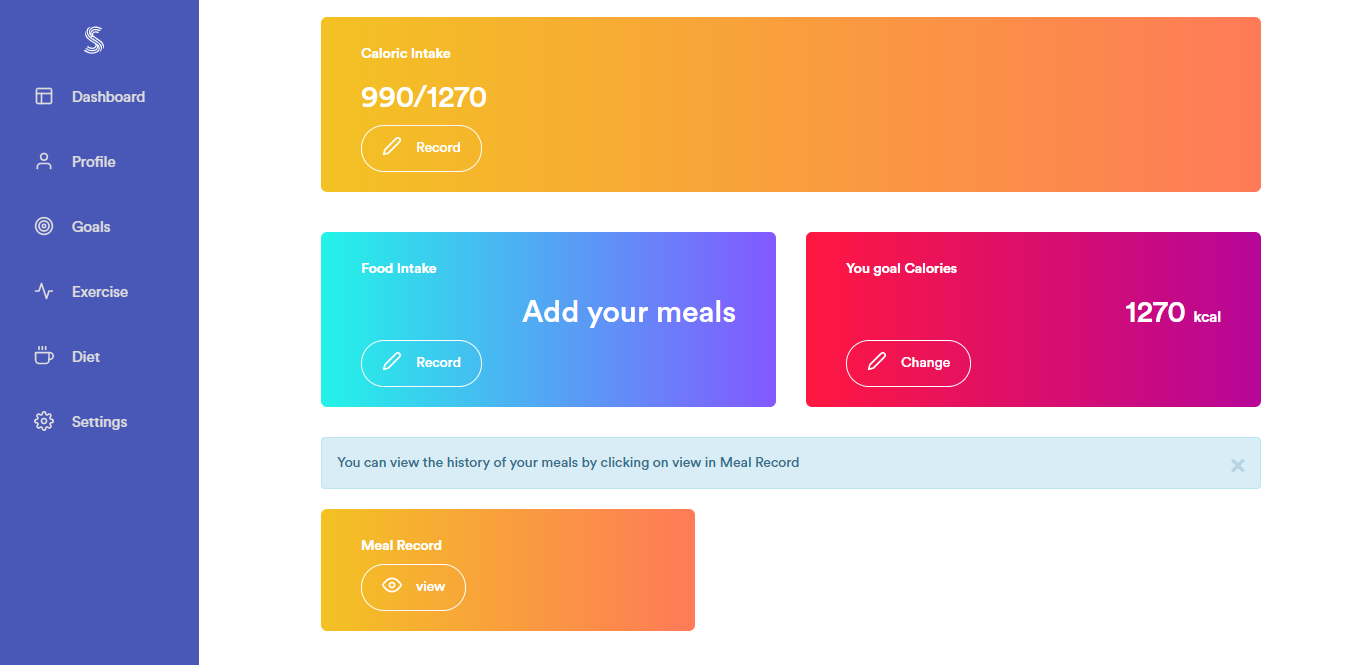 Dashboard
Profile
Goals
Exercise
Diet
Settings
Caloric Intake
990/1270
Record
Food Intake
Add your meals
Record
You goal Calories
1270 kcal
Change
You can view the history of your meals by clicking on view in Meal Record
×
Meal Record
view